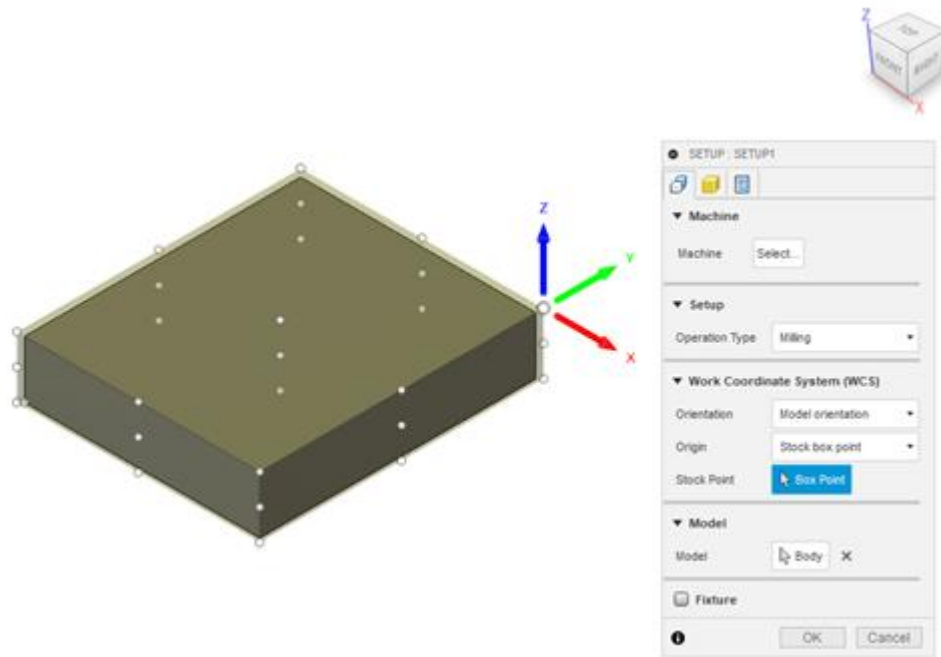 Z
TOP
FRONT
RIGHT
X
Z
Y
X
SETUP : SETUP1
Machine
Machine Select...
Setup
Operation Type Milling
Work Coordinate System (WCS)
Orientation Model orientation
Origin Stock box point
Stock Point Box Point
Model
Model Body
Fixture
OK Cancel